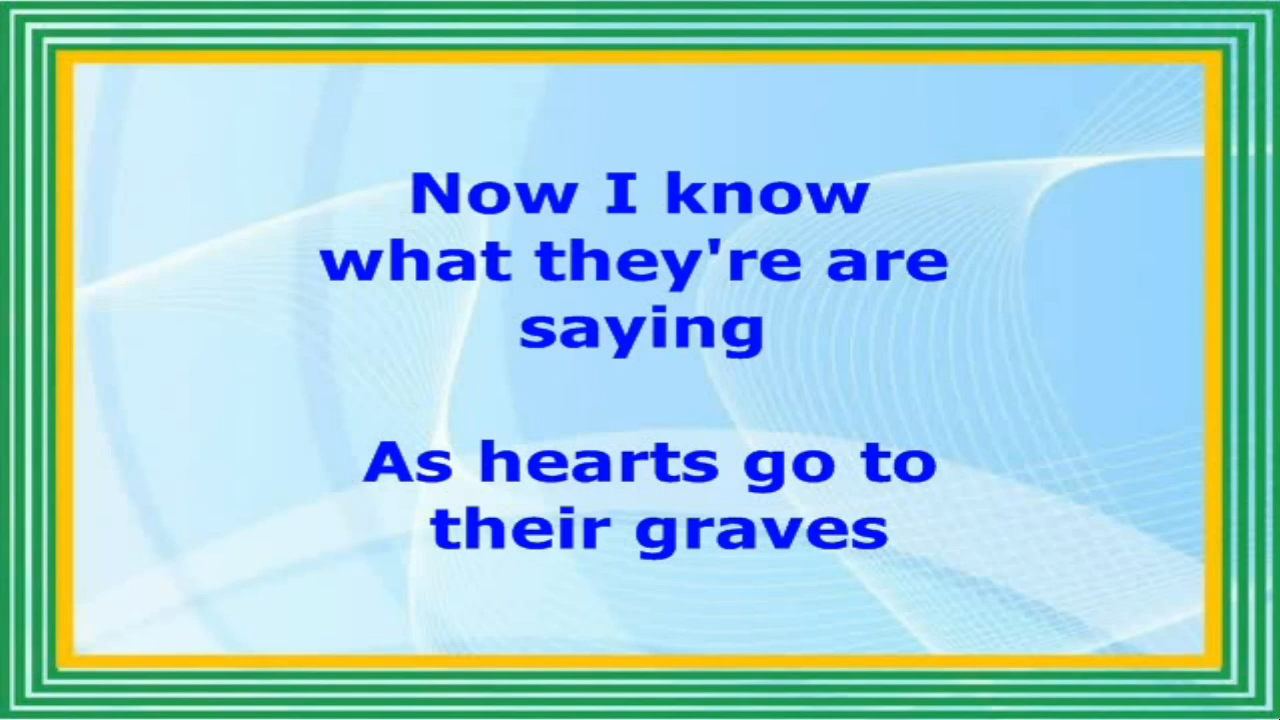 Now I know
what they're are
saying
As hearts go to
their graves